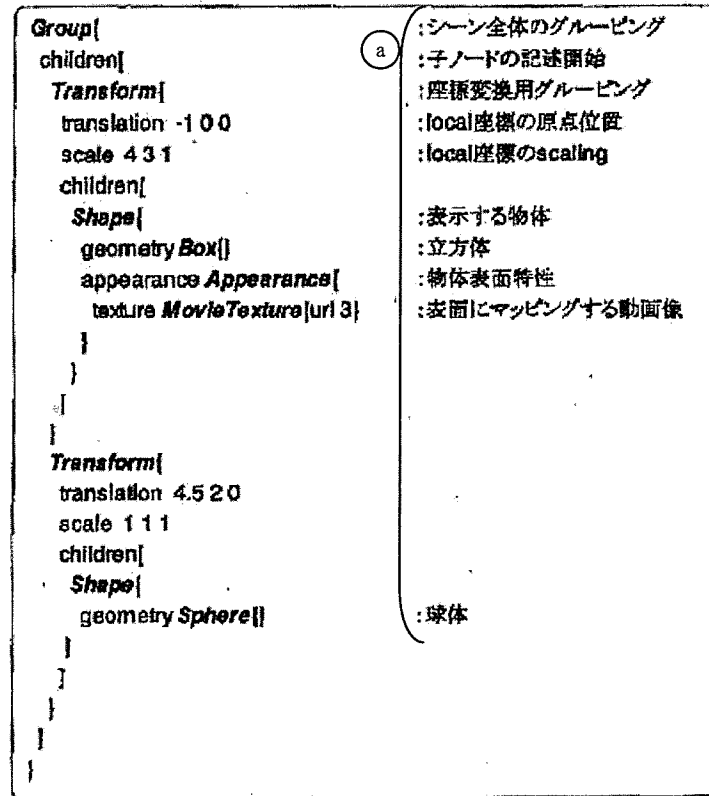 Group{ :シーン全体のグルーピング
children[ a :子ノードの記述開始
Transform{ :座標変換用グルーピング
translation -1 0 0 :local座標の原点位置
scale 4 3 1 :local座標のscaling
children[
Shape{ :表示する物体
geometry Box{} :立方体
appearance Appearance{ :物体表面特性
texture MovieTexture{url 3} :表面にマッピングする動画像
}
}
]
}
Transform{
translation 4.5 2 0
scale 1 1 1
children[
Shape{
geometry Sphere{} :球体
}
]
}
]
}